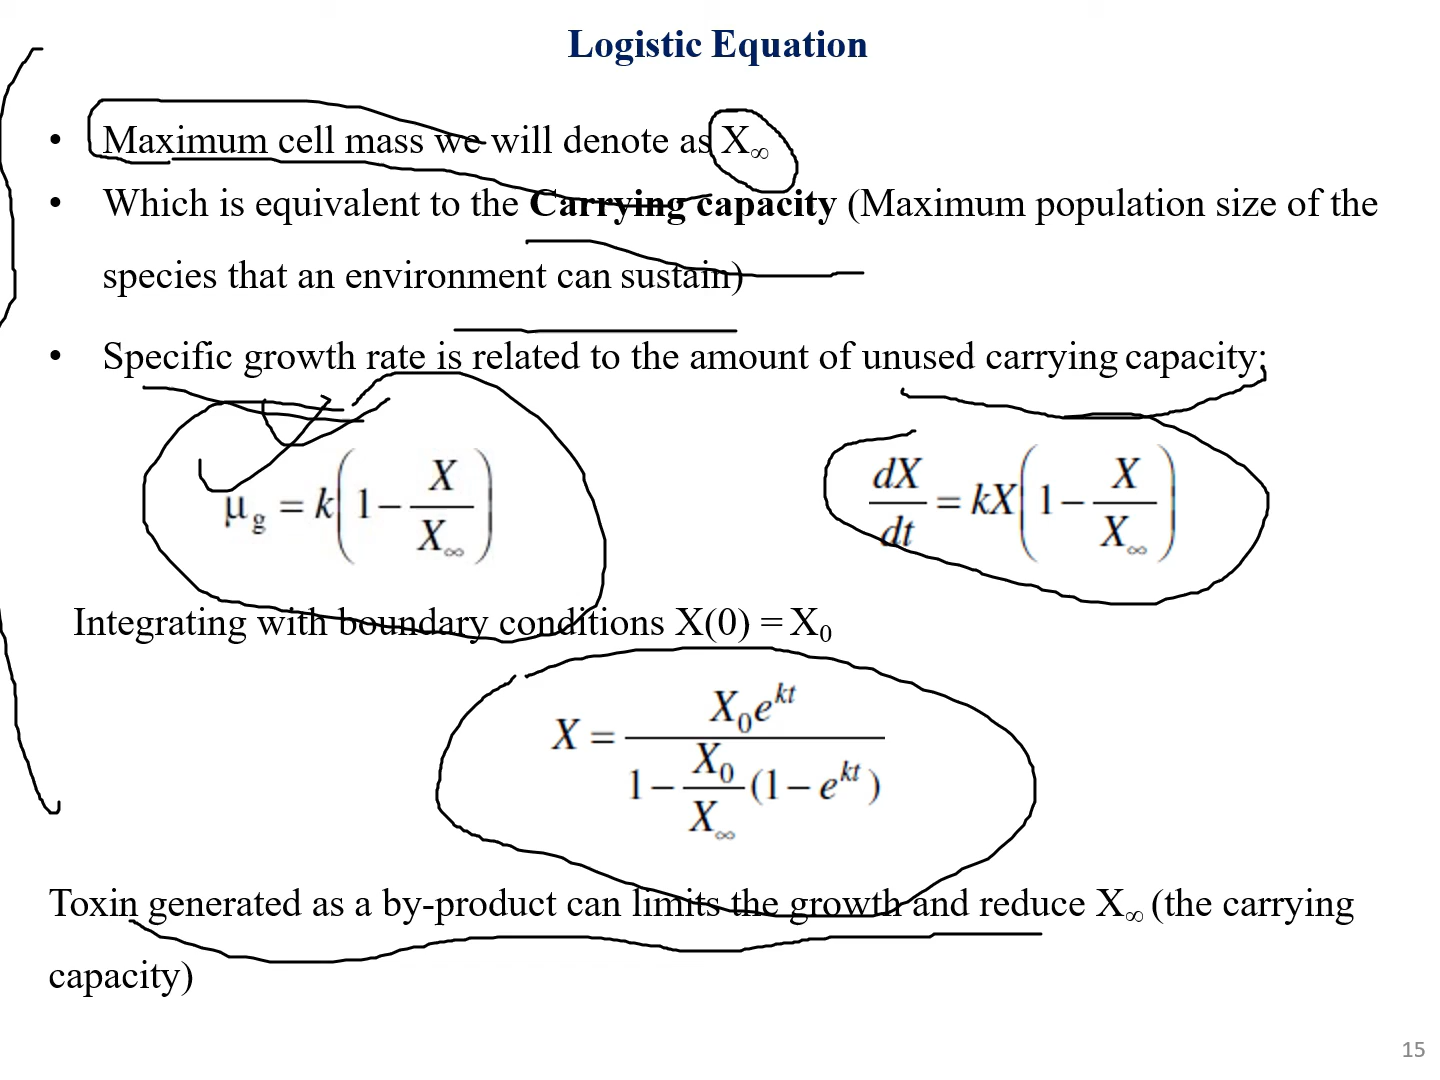 Logistic Equation
• Maximum cell mass we will denote as X∞
• Which is equivalent to the Carrying capacity (Maximum population size of the
species that an environment can sustain)
• Specific growth rate is related to the amount of unused carrying capacity;
μg = k(1 − X/X∞)    dX/dt = kX(1 − X/X∞)
Integrating with boundary conditions X(0) = X₀
X = X₀e^{kt} / (1 − (X₀/X∞)(1 − e^{kt}))
Toxin generated as a by-product can limits the growth and reduce X∞ (the carrying
capacity)
15